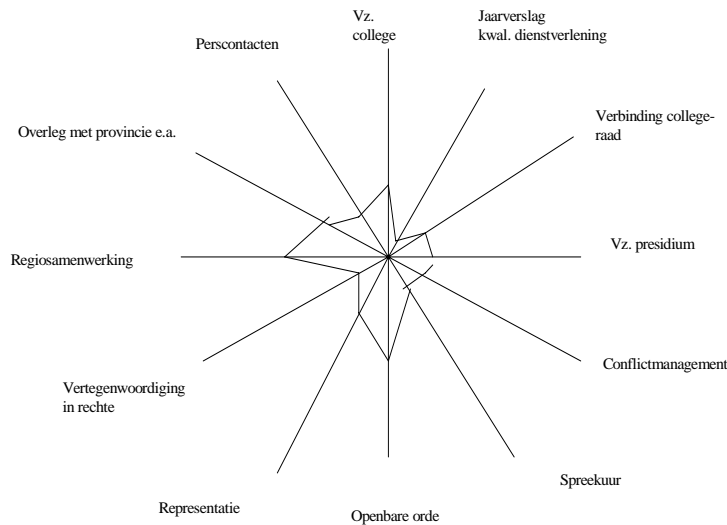 Vz.
college
Jaarverslag
kwal. dienstverlening
Perscontacten
Verbinding college-
raad
Overleg met provincie e.a.
Vz. presidium
Regiosamenwerking
Conflictmanagement
Vertegenwoordiging
in rechte
Spreekuur
Representatie
Openbare orde